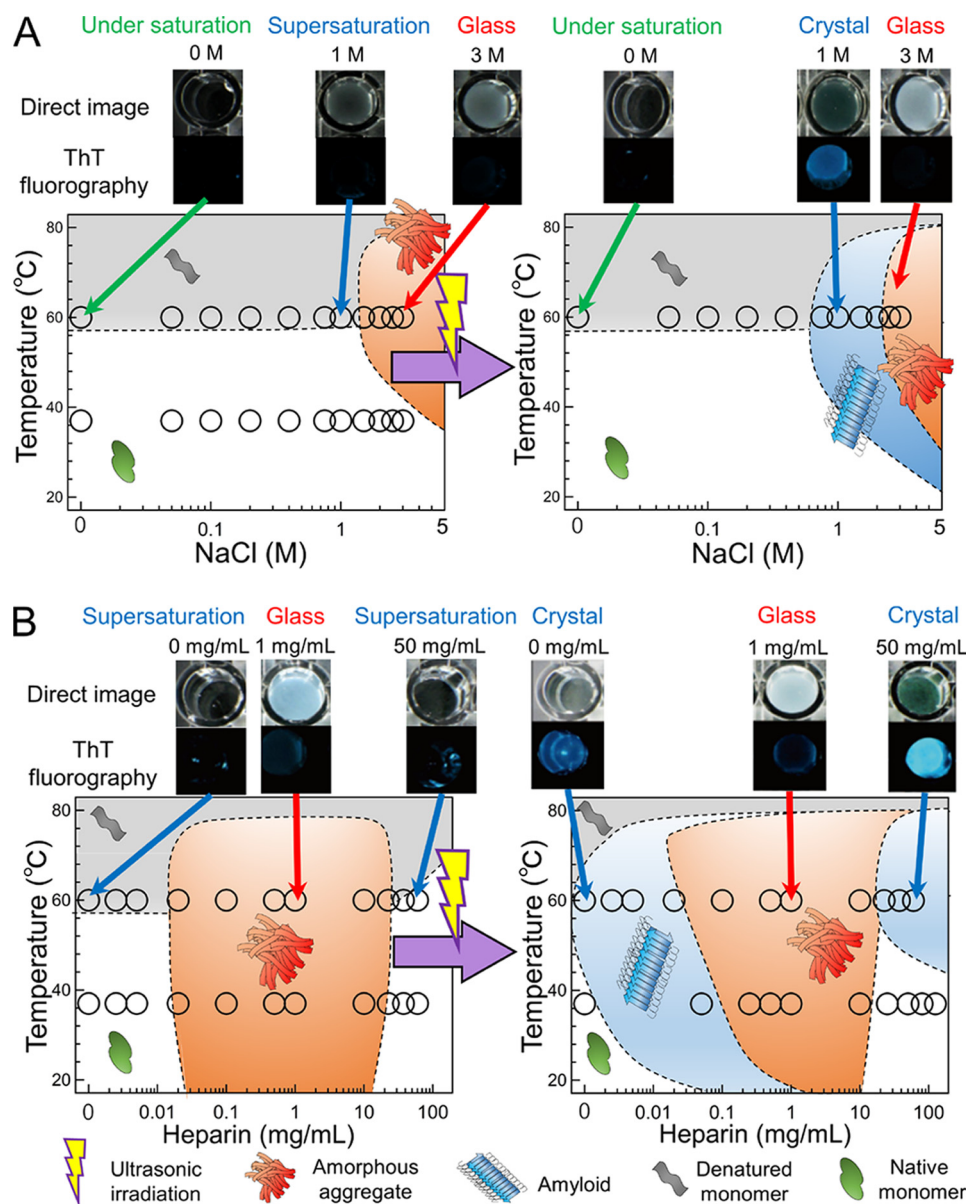 A
Under saturation Supersaturation Glass Under saturation Crystal Glass
0 M 1 M 3 M 0 M 1 M 3 M
Direct image
ThT
fluorography
Temperature (°C) Temperature (°C)
80 80
60 60
40 40
20 20
0 0.1 1 5 0 0.1 1 5
NaCl (M) NaCl (M)
B
Supersaturation Glass Supersaturation Crystal Glass Crystal
0 mg/mL 1 mg/mL 50 mg/mL 0 mg/mL 1 mg/mL 50 mg/mL
Direct image
ThT
fluorography
Temperature (°C) Temperature (°C)
80 80
60 60
40 40
20 20
0 0.01 0.1 1 10 100 0 0.01 0.1 1 10 100
Heparin (mg/mL) Heparin (mg/mL)
Ultrasonic
irradiation
Amorphous
aggregate
Amyloid
Denatured
monomer
Native
monomer